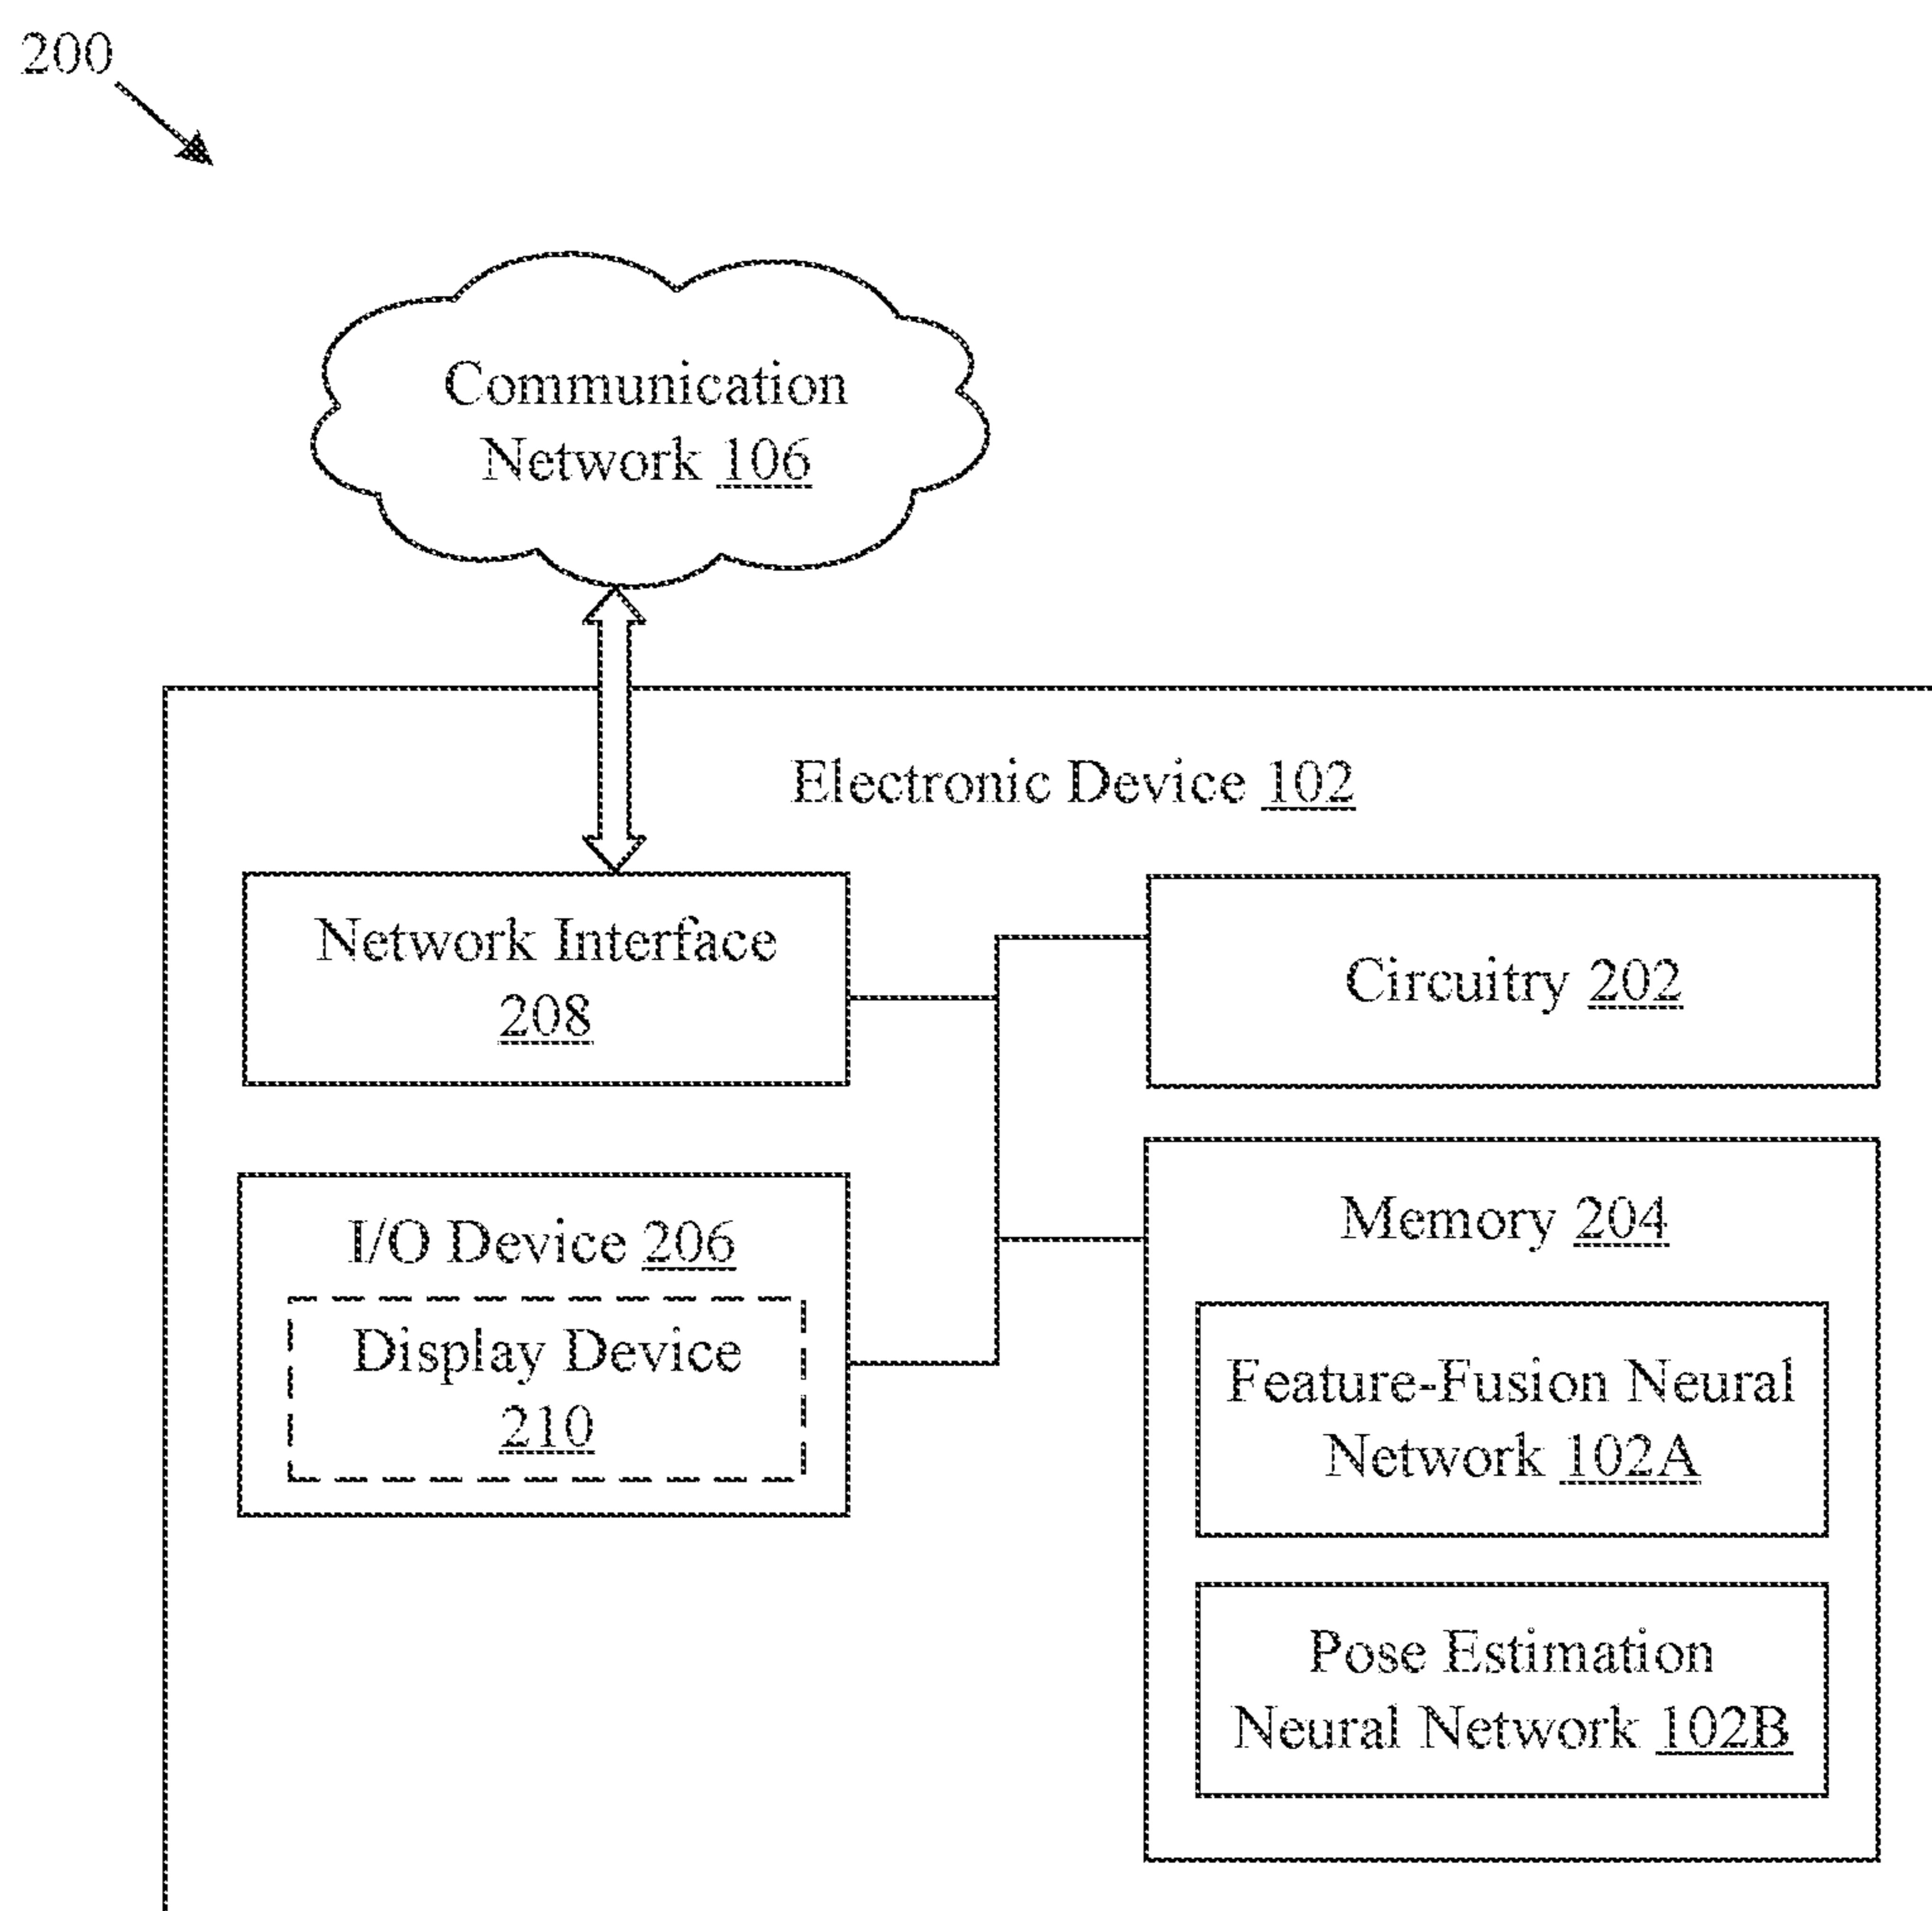 200
Communication
Network 106
Electronic Device 102
Network Interface
208
Circuitry 202
I/O Device 206
Display Device
210
Memory 204
Feature-Fusion Neural
Network 102A
Pose Estimation
Neural Network 102B